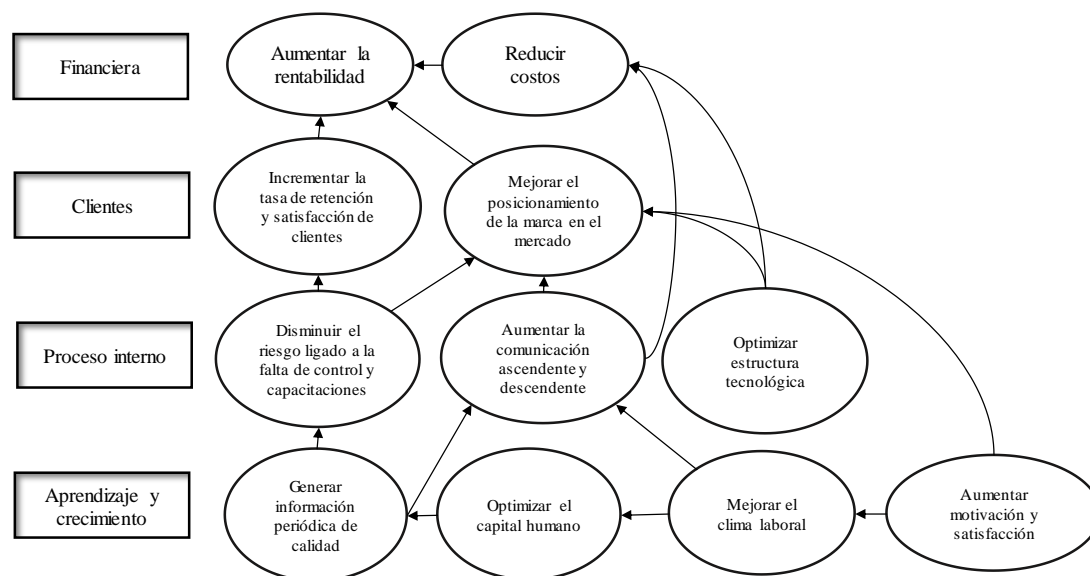 Financiera
Aumentar la
rentabilidad
Reducir
costos
Clientes
Incrementar la
tasa de retención
y satisfacción de
clientes
Mejorar el
posicionamiento
de la marca en el
mercado
Proceso interno
Disminuir el
riesgo ligado a la
falta de control y
capacitaciones
Aumentar la
comunicación
ascendente y
descendente
Optimizar
estructura
tecnológica
Aprendizaje y
crecimiento
Generar
información
periódica de
calidad
Optimizar el
capital humano
Mejorar el
clima laboral
Aumentar
motivación y
satisfacción